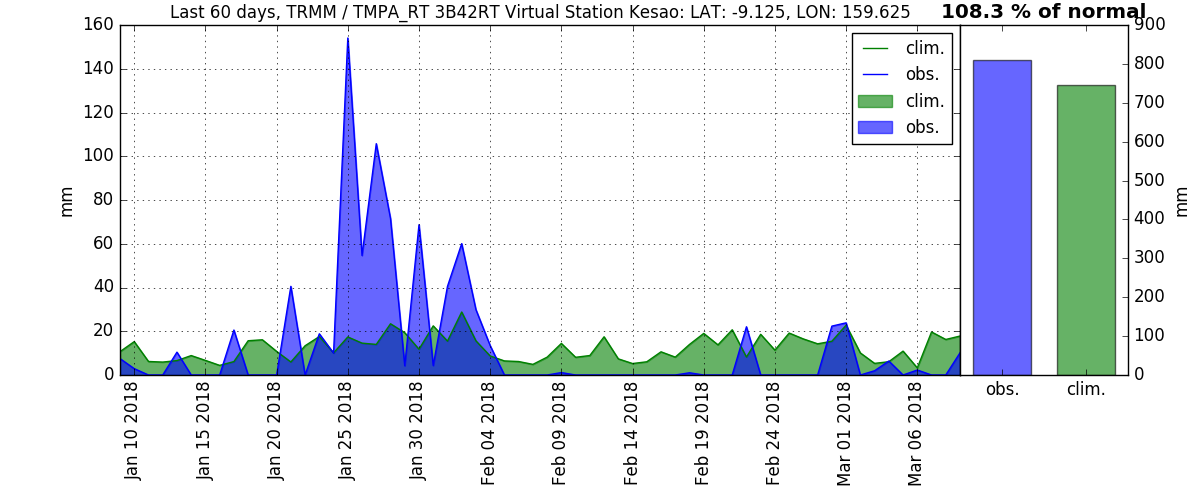 Last 60 days, TRMM / TMPA_RT 3B42RT Virtual Station Kesao: LAT: -9.125, LON: 159.625
108.3 % of normal
160
140
120
100
80
60
40
20
0
mm
clim.
obs.
clim.
obs.
Jan 10 2018
Jan 15 2018
Jan 20 2018
Jan 25 2018
Jan 30 2018
Feb 04 2018
Feb 09 2018
Feb 14 2018
Feb 19 2018
Feb 24 2018
Mar 01 2018
Mar 06 2018
900
800
700
600
500
400
300
200
100
0
mm
obs.
clim.